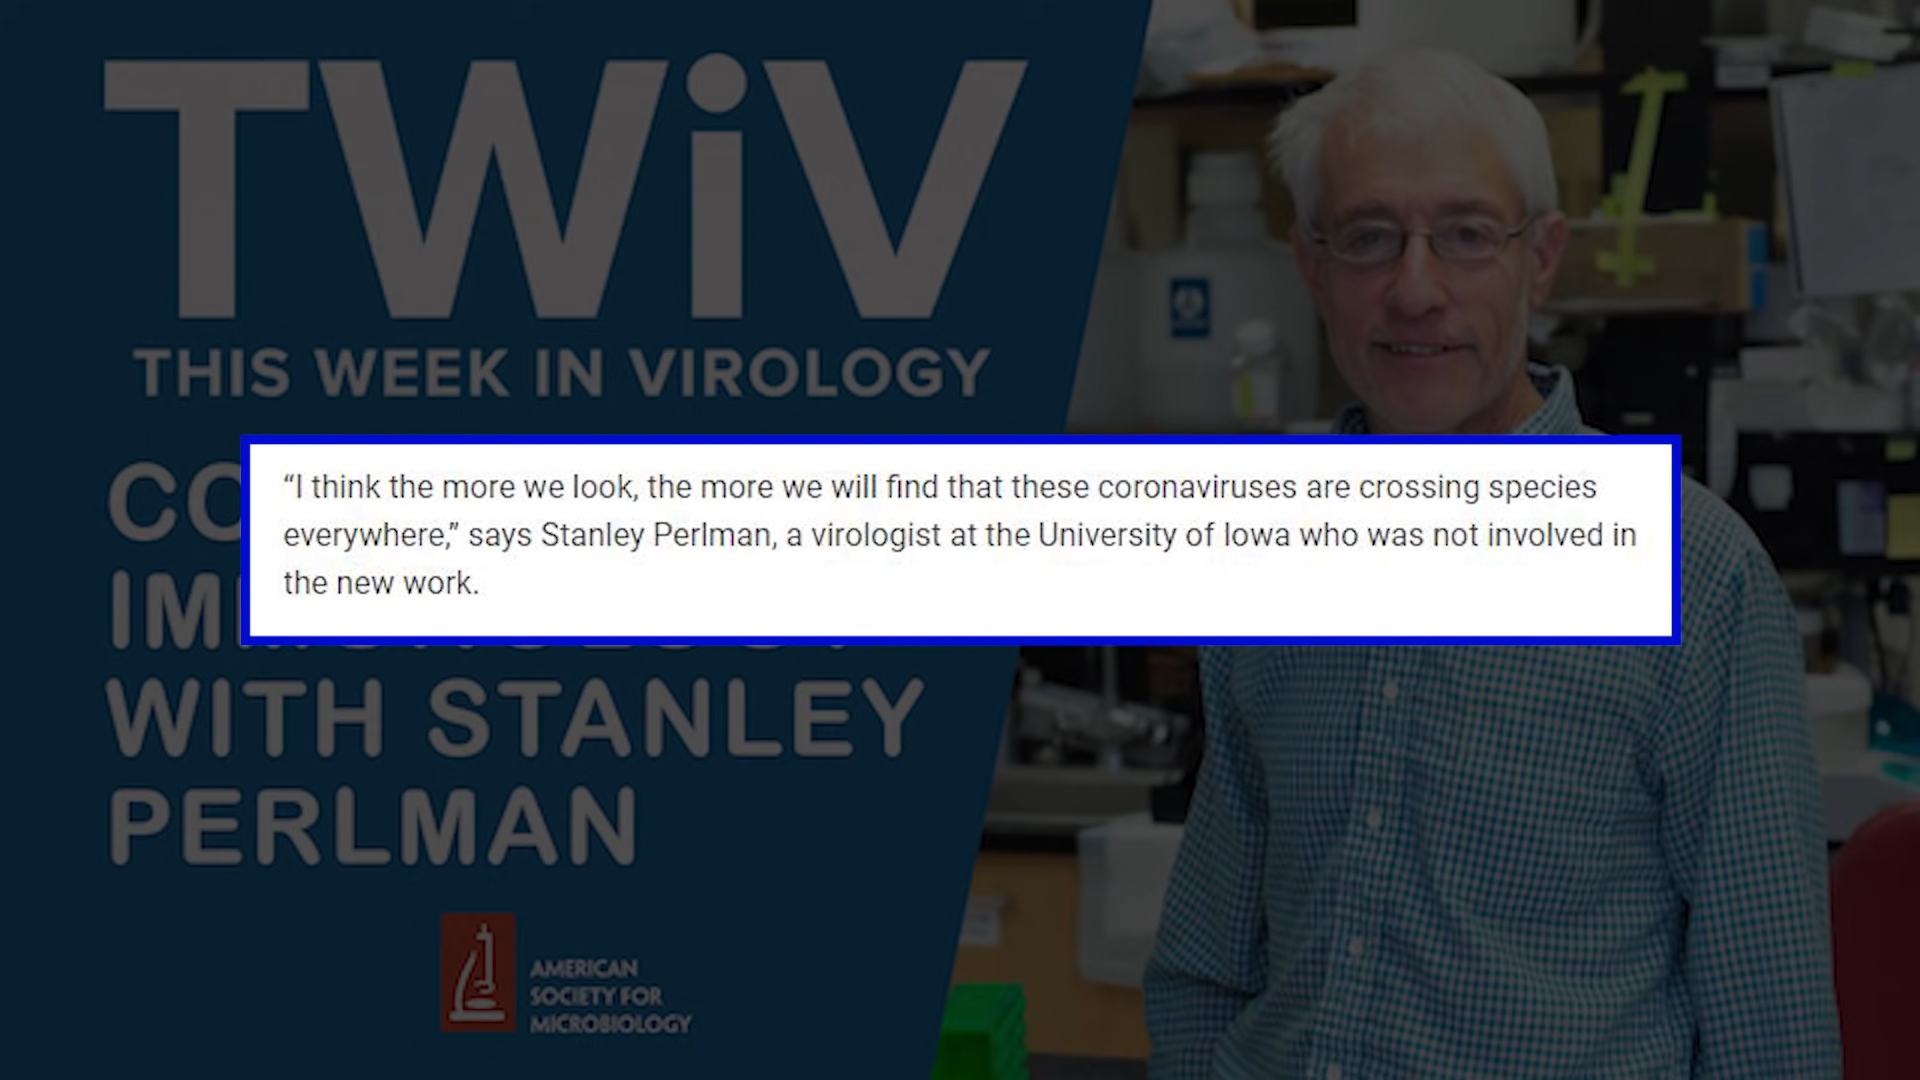 TWiV
THIS WEEK IN VIROLOGY
CO
IM
“I think the more we look, the more we will find that these coronaviruses are crossing species
everywhere,” says Stanley Perlman, a virologist at the University of Iowa who was not involved in
the new work.
WITH STANLEY
PERLMAN
AMERICAN
SOCIETY FOR
MICROBIOLOGY